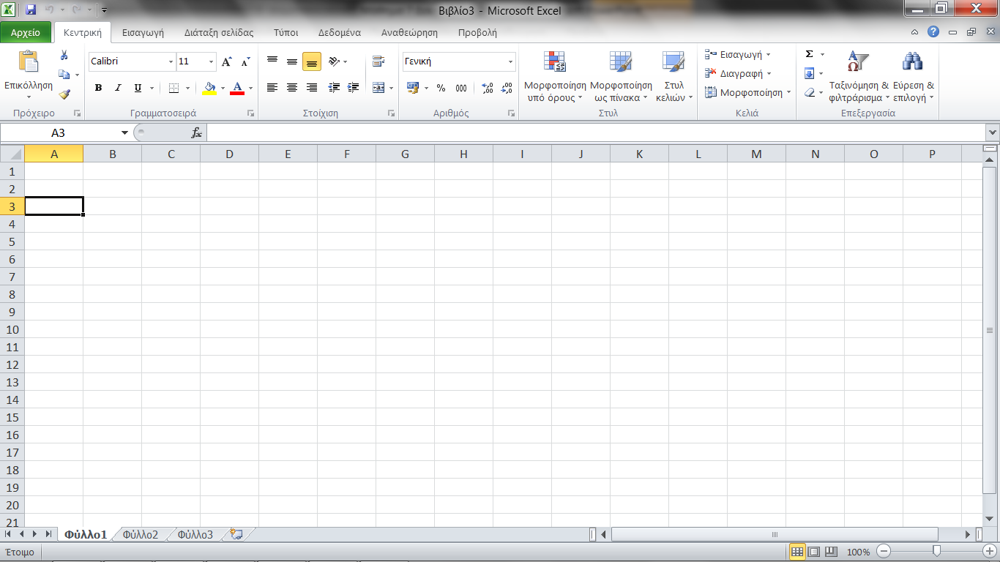 Βιβλίο3 - Microsoft Excel
Αρχείο Κεντρική Εισαγωγή Διάταξη σελίδας Τύποι Δεδομένα Αναθεώρηση Προβολή
Επικόλληση
Πρόχειρο
Calibri 11
B I U
Γραμματοσειρά
Στοίχιση
Γενική
% 000
Αριθμός
Μορφοποίηση
υπό όρους
Μορφοποίηση
ως πίνακα
Στυλ
κελιών
Στυλ
Εισαγωγή
Διαγραφή
Μορφοποίηση
Κελιά
Σ
Ταξινόμηση &
φιλτράρισμα
Εύρεση &
επιλογή
Επεξεργασία
A3 fx
A B C D E F G H I J K L M N O P
1
2
3
4
5
6
7
8
9
10
11
12
13
14
15
16
17
18
19
20
21
Φύλλο1 Φύλλο2 Φύλλο3
Έτοιμο 100%